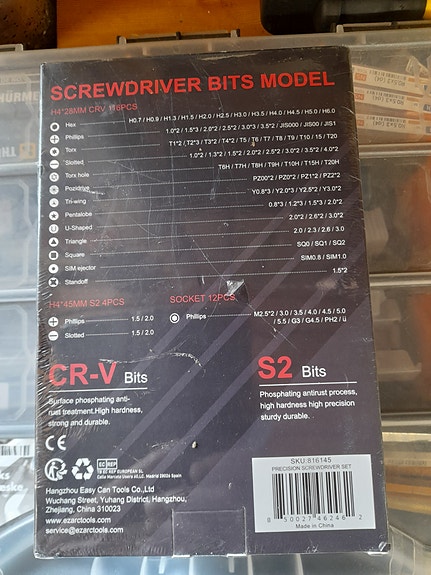 SCREWDRIVER BITS MODEL
H4*28MM CRV 116PCS
Hex H0.7 / H0.9 / H1.3 / H1.5 / H2.0 / H2.5 / H3.0 / H3.5 / H4.0 / H4.5 / H5.0 / H6.0
Phillips 1.0*2 / 1.5*3 / 2.0*2 / 2.5*2 / 3.0*3 / 3.5*2 / JIS000 / JIS00 / JIS1
Torx T1*2 / T2*3 / T3*2 / T4*2 / T5 / T6 / T7 / T8 / T9 / T10 / 15 / T20
Slotted 1.0*2 / 1.3*2 / 1.5*2 / 2.0*2 / 2.5*2 / 3.0*2 / 3.5*2 / 4.0*2
Torx hole T6H / T7H / T8H / T9H / T10H / T15H / T20H
Pozidrive PZ00*2 / PZ0*2 / PZ1*2 / PZ2*2
Tri-wing Y0.8*3 / Y2.0*3 / Y2.5*2 / Y3.0*2
Pentalobe 0.8*3 / 1.2*3 / 1.5*3 / 2.0*2
U-Shaped 2.0*2 / 2.6*2 / 3.0*2
Triangle 2.0 / 2.3 / 2.6 / 3.0
Square SQ0 / SQ1 / SQ2
SIM ejector SIM0.8 / SIM1.0
Standoff 1.5*2
H4*45MM S2 4PCS
Phillips 1.5 / 2.0
Slotted 1.5 / 2.0
SOCKET 12PCS
Phillips M2.5*2 / 3.0 / 3.5 / 4.0 / 4.5 / 5.0
/ 5.5 / G3 / G4.5 / PH2 / ü
CR-V Bits
Surface phosphating anti-
rust treatment.High hardness,
strong and durable.
S2 Bits
Phosphating antirust process,
high hardness high precision
sturdy durable.
CE
EC REP
Hangzhou Easy Can Tools Co.,Ltd
Wuchang Street, Yuhang District, Hangzhou,
Zhejiang, China 310023
www.ezarctools.com
service@ezarctools.com
SKU:816145
PRECISION SCREWDRIVER SET
8 50027 46246 2
Made in China